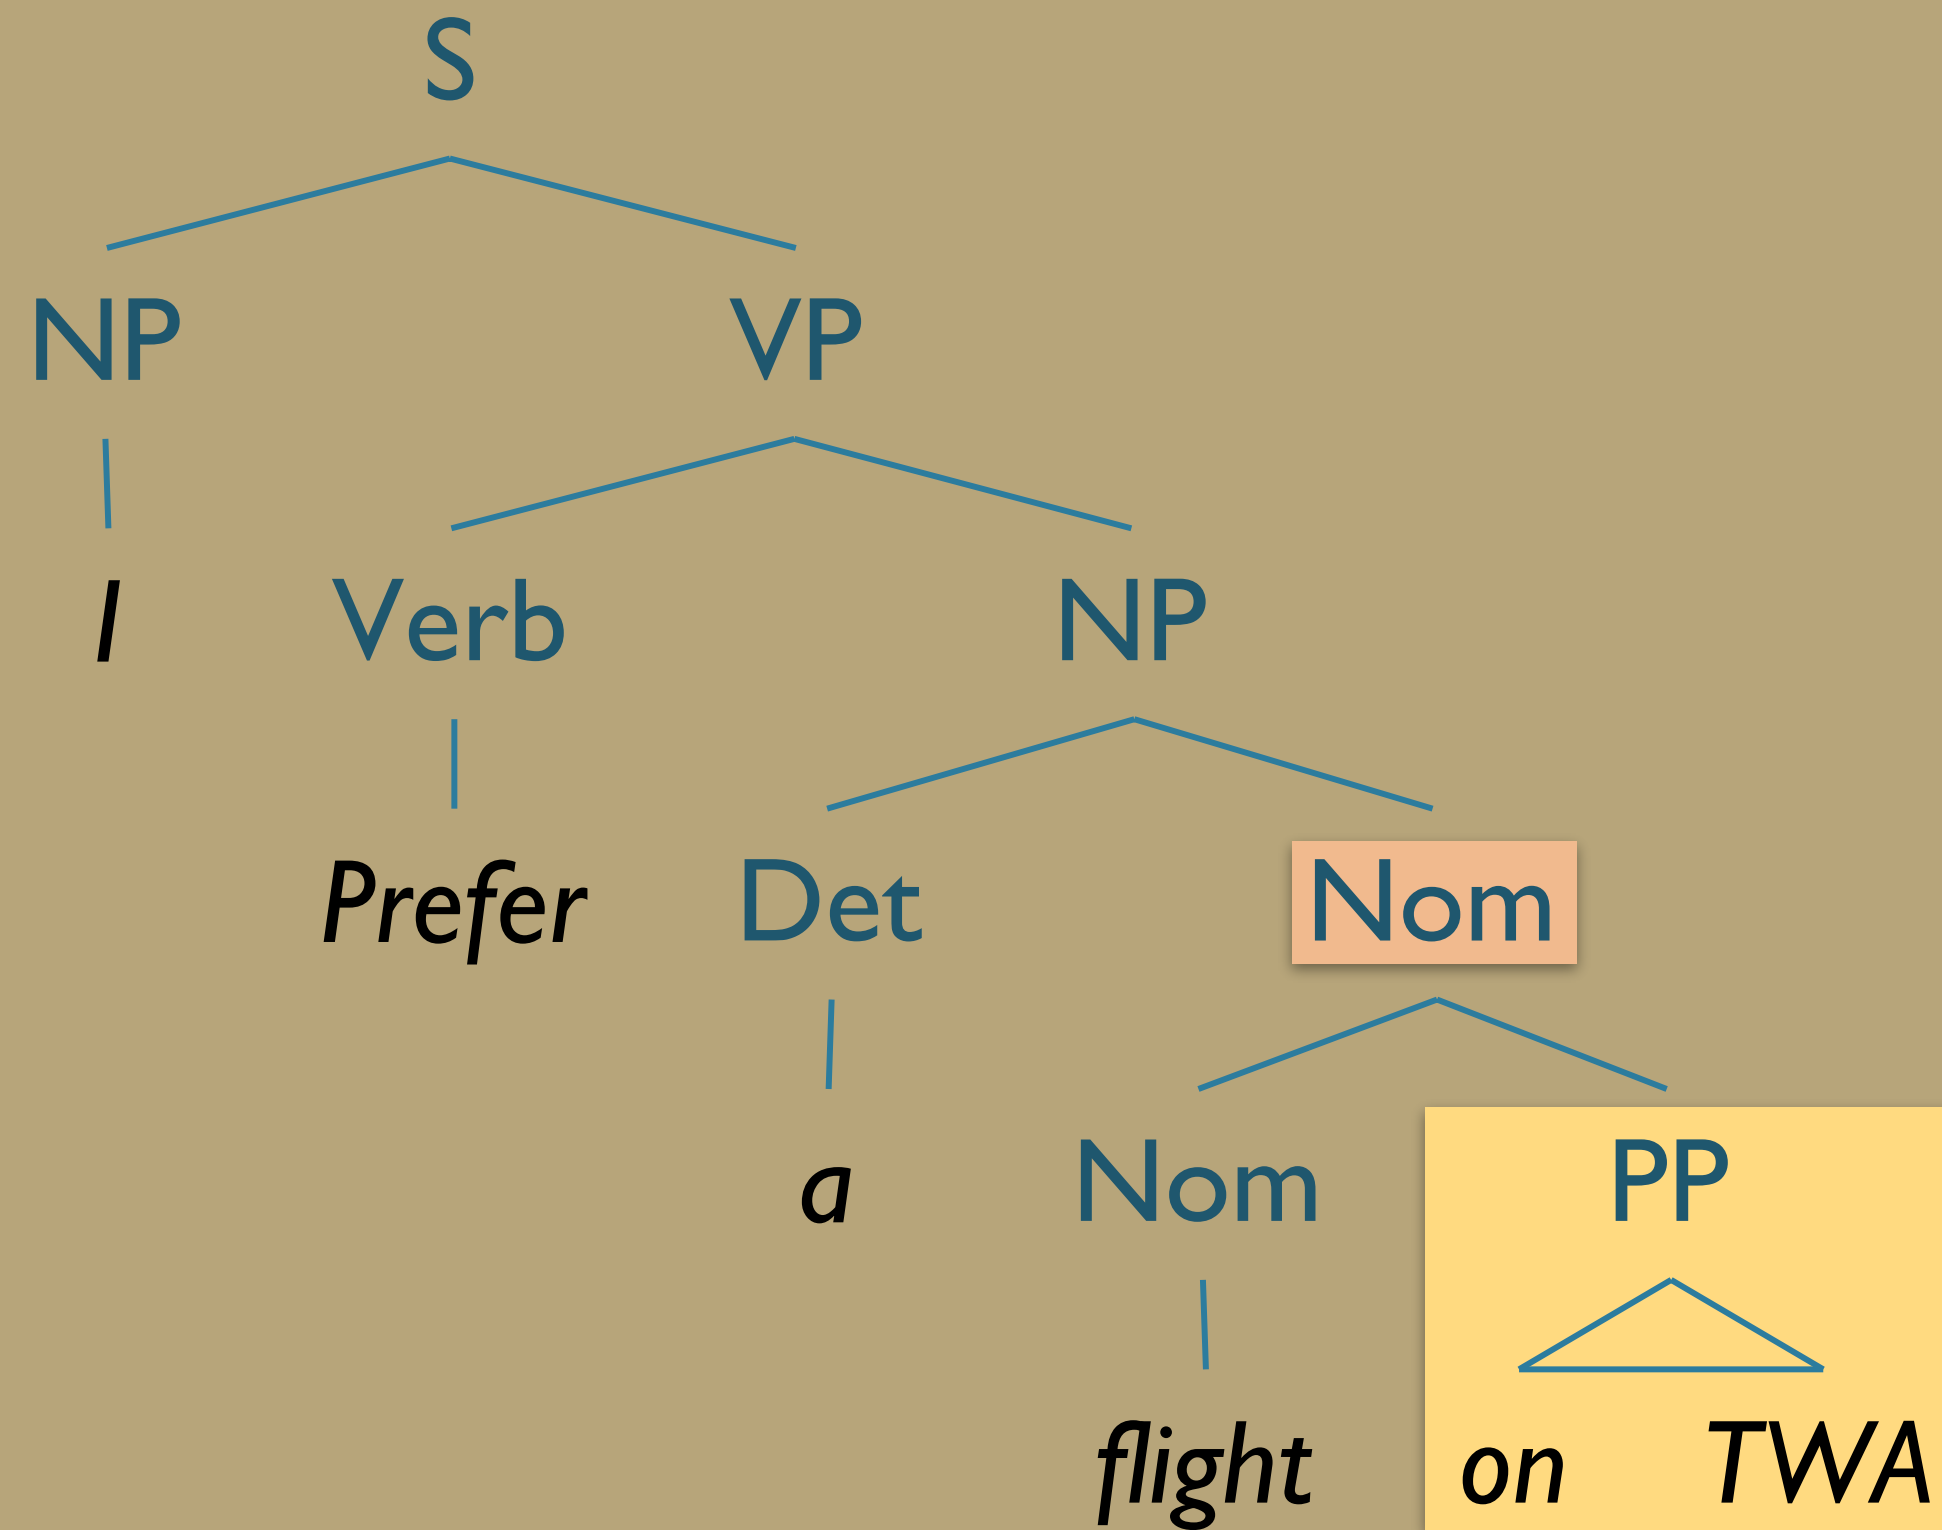 S
NP VP
I Verb NP
Prefer Det Nom
a Nom PP
flight on TWA